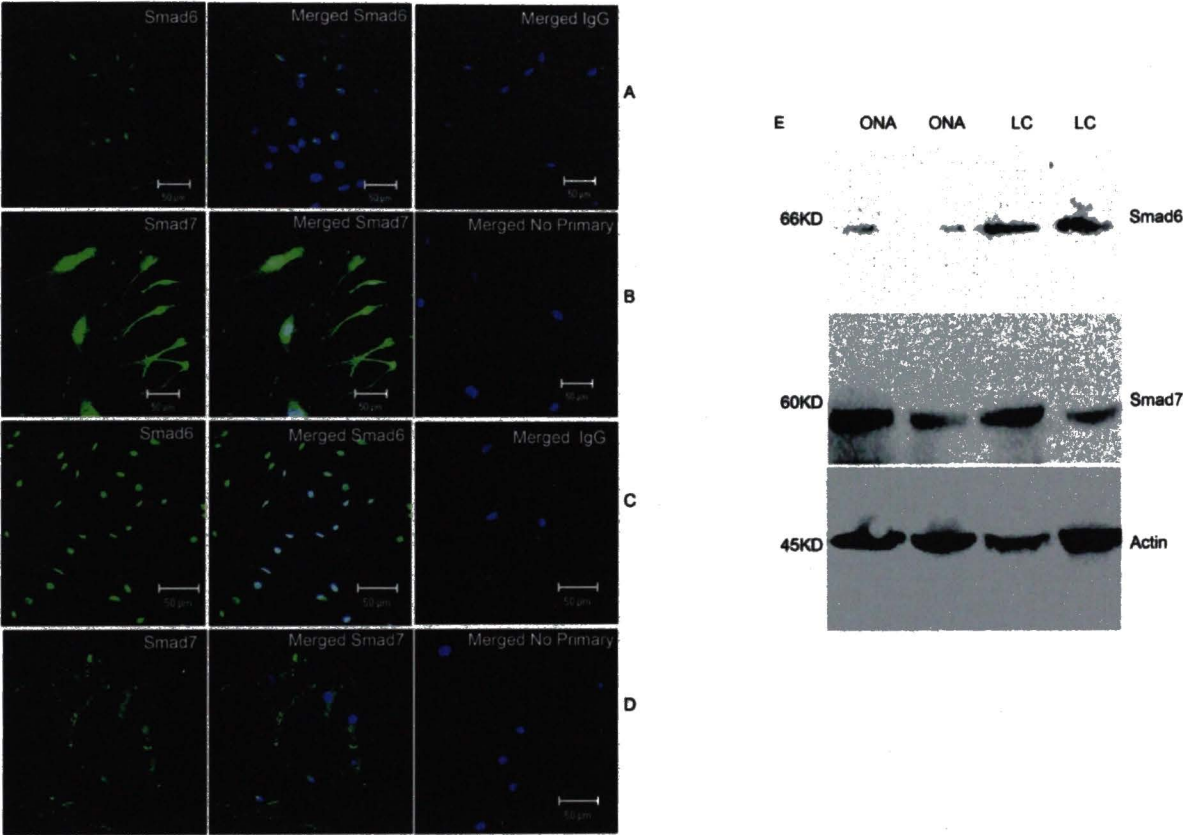 Smad6 Merged Smad6 Merged IgG
50 µm 50 µm 50 µm
A
Smad7 Merged Smad7 Merged No Primary
50 µm 50 µm 50 µm
B
Smad6 Merged Smad6 Merged IgG
50 µm 50 µm 50 µm
C
Smad7 Merged Smad7 Merged No Primary
50 µm
D
E ONA ONA LC LC
66KD Smad6
60KD Smad7
45KD Actin